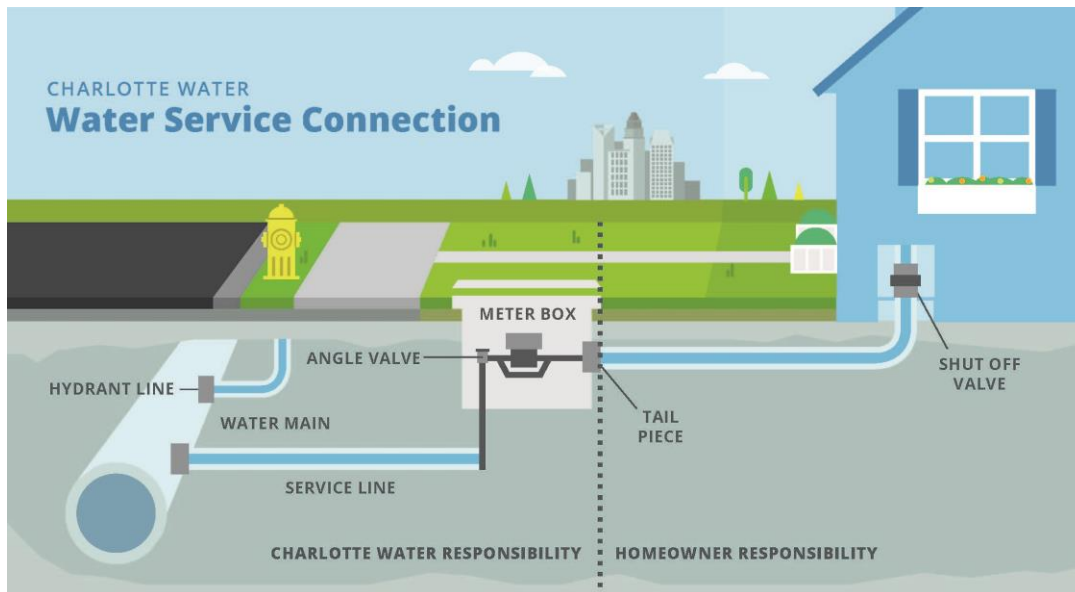 CHARLOTTE WATER
Water Service Connection
METER BOX
ANGLE VALVE
HYDRANT LINE
WATER MAIN
SERVICE LINE
TAIL
PIECE
SHUT OFF
VALVE
CHARLOTTE WATER RESPONSIBILITY
HOMEOWNER RESPONSIBILITY